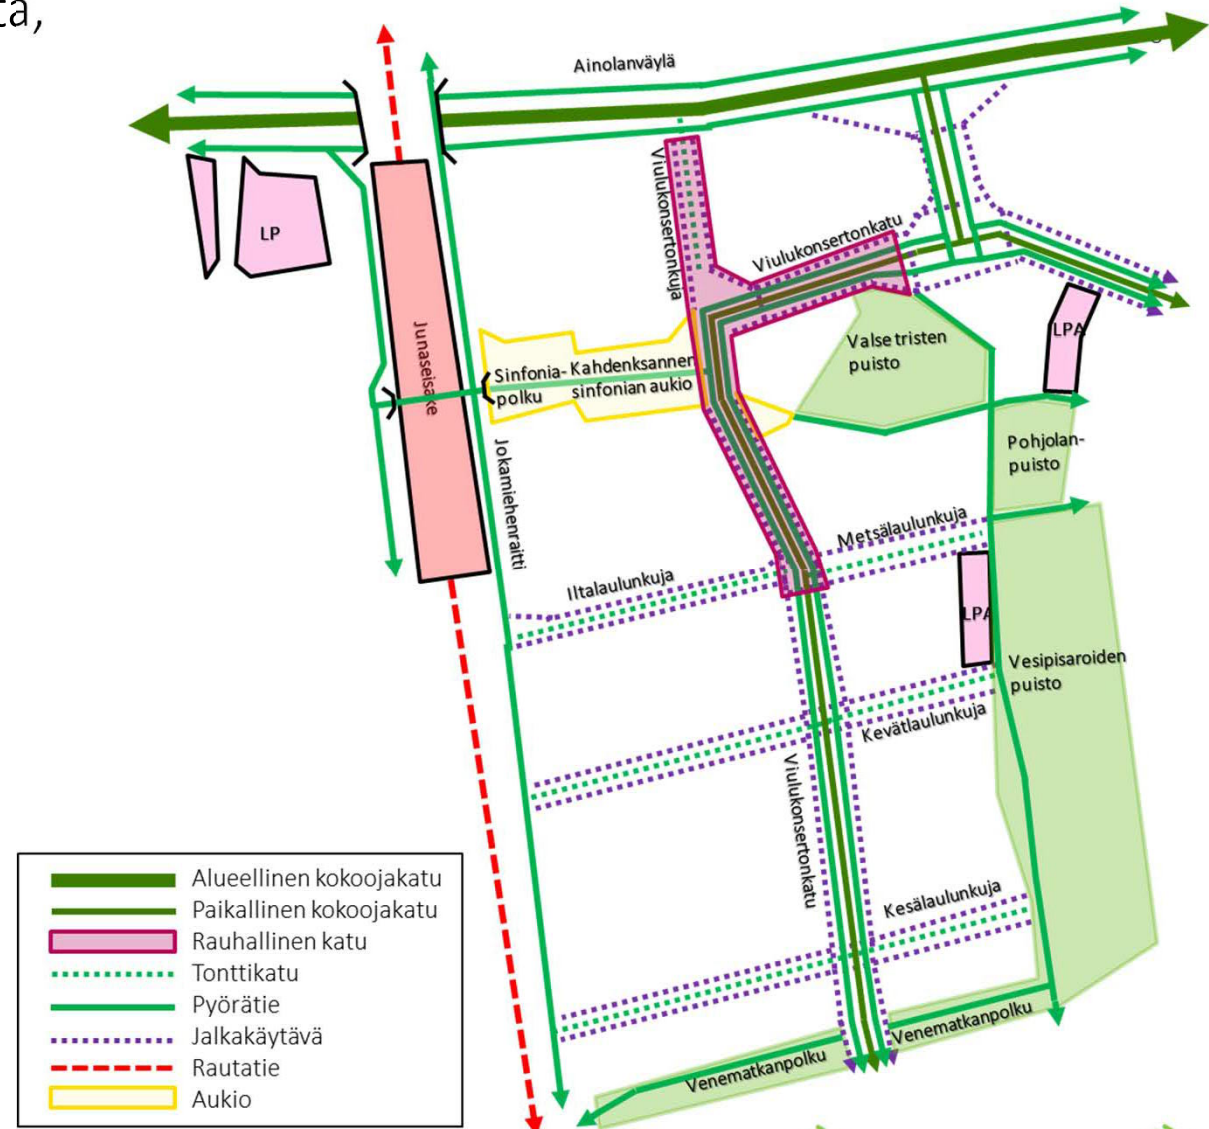 ta,
Ainolanväylä
Viulukonsertonkuja
Viulukonsertonkatu
LP
LPA
Junaseisake
Valse tristen
puisto
Sinfonia-
polku
Kahdenksannen
sinfonian aukio
Jokamiehenraitti
Pohjolan-
puisto
Metsälaulunkuja
Iltalaulunkuja
LPA
Vesipisaroiden
puisto
Kevätlaulunkuja
Viulukonsertonkatu
Kesälaulunkuja
Venematkanpolku
Venematkanpolku
Alueellinen kokoojakatu
Paikallinen kokoojakatu
Rauhallinen katu
Tonttikatu
Pyörätie
Jalkakäytävä
Rautatie
Aukio